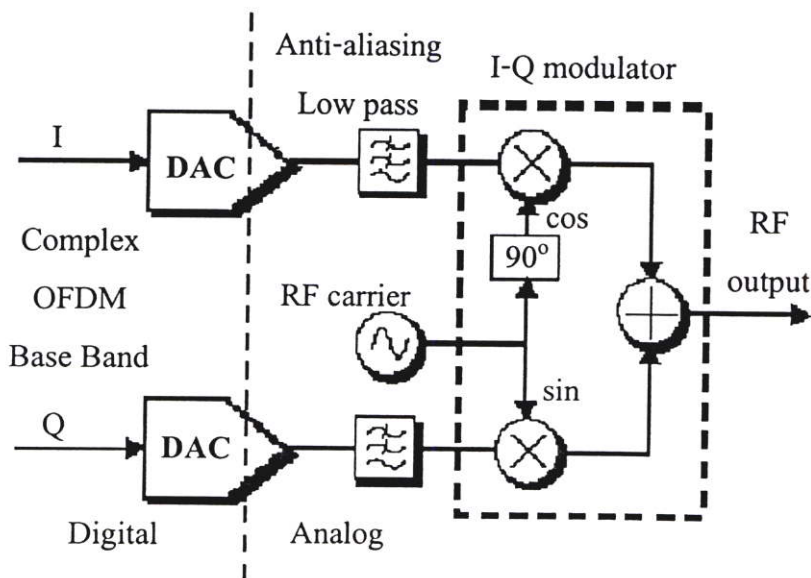 Anti-aliasing
I-Q modulator
Low pass
I
DAC
cos
Complex
90°
RF
OFDM
RF carrier
output
Base Band
sin
Q
DAC
Digital
Analog